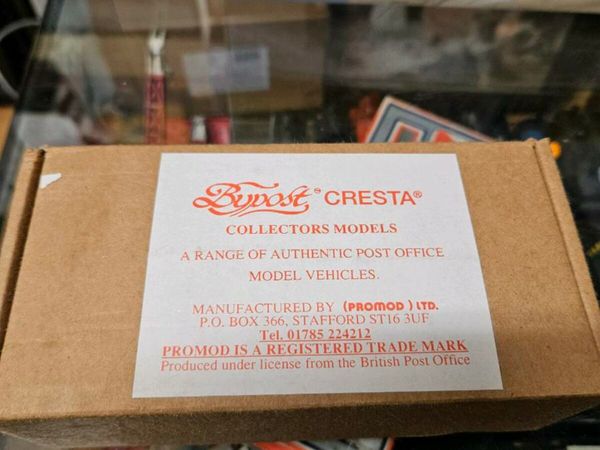 Bypost® CRESTA®
COLLECTORS MODELS
A RANGE OF AUTHENTIC POST OFFICE
MODEL VEHICLES.
MANUFACTURED BY (PROMOD) LTD.
P.O. BOX 366, STAFFORD ST16 3UF
Tel. 01785 224212
PROMOD IS A REGISTERED TRADE MARK
Produced under license from the British Post Office